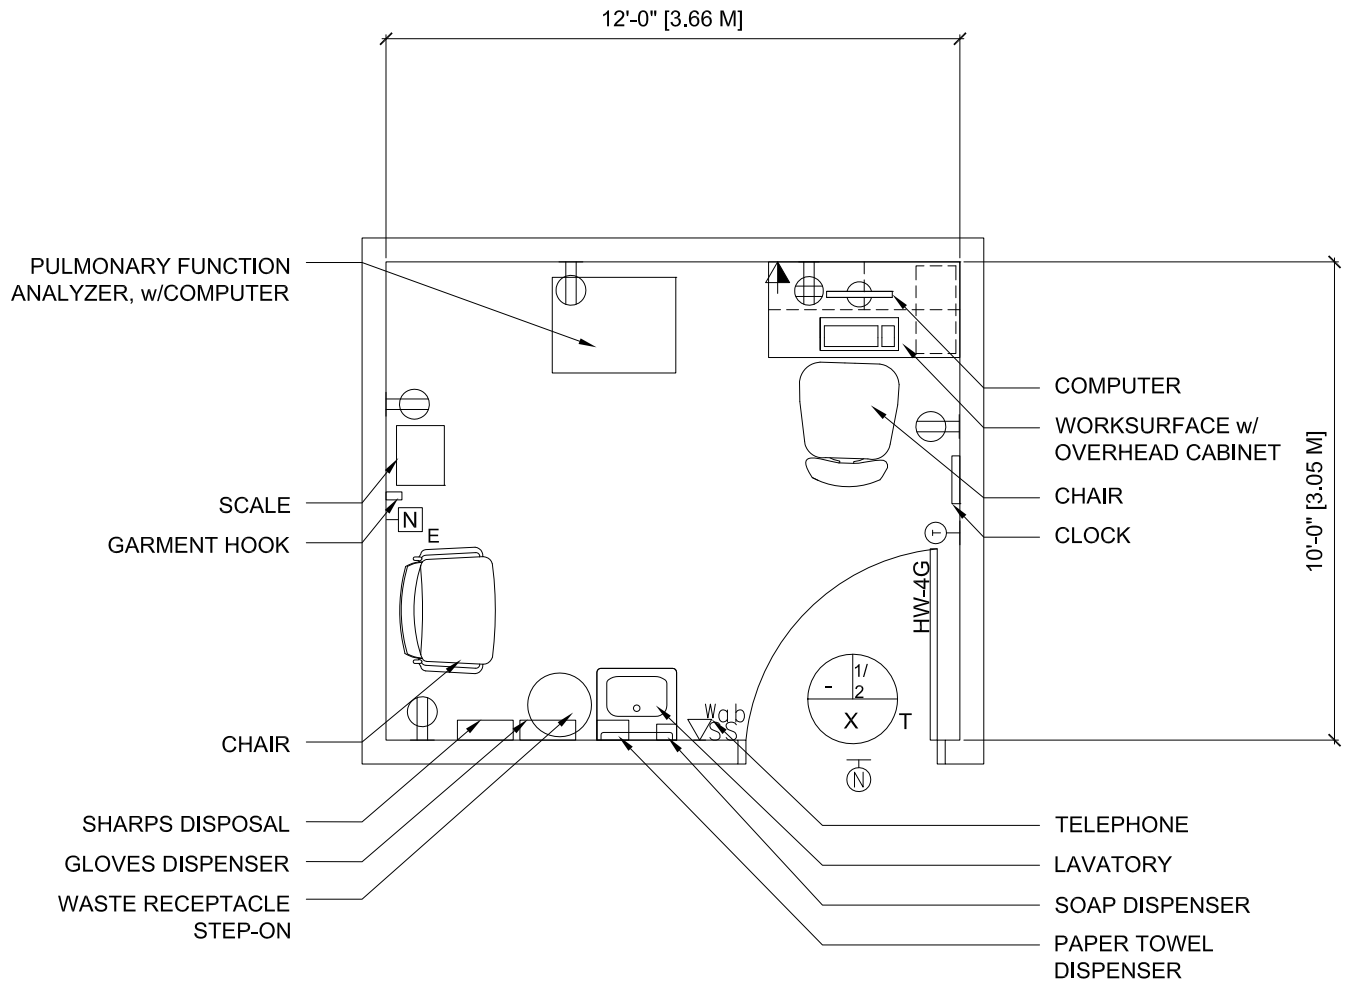 12'-0" [3.66 M]
PULMONARY FUNCTION
ANALYZER, w/COMPUTER
SCALE
GARMENT HOOK
CHAIR
SHARPS DISPOSAL
GLOVES DISPENSER
WASTE RECEPTACLE
STEP-ON
N
E
HW-4G
T
-
1/
2
X
T
N
Wgb
SS
COMPUTER
WORKSURFACE w/
OVERHEAD CABINET
CHAIR
CLOCK
10'-0" [3.05 M]
TELEPHONE
LAVATORY
SOAP DISPENSER
PAPER TOWEL
DISPENSER